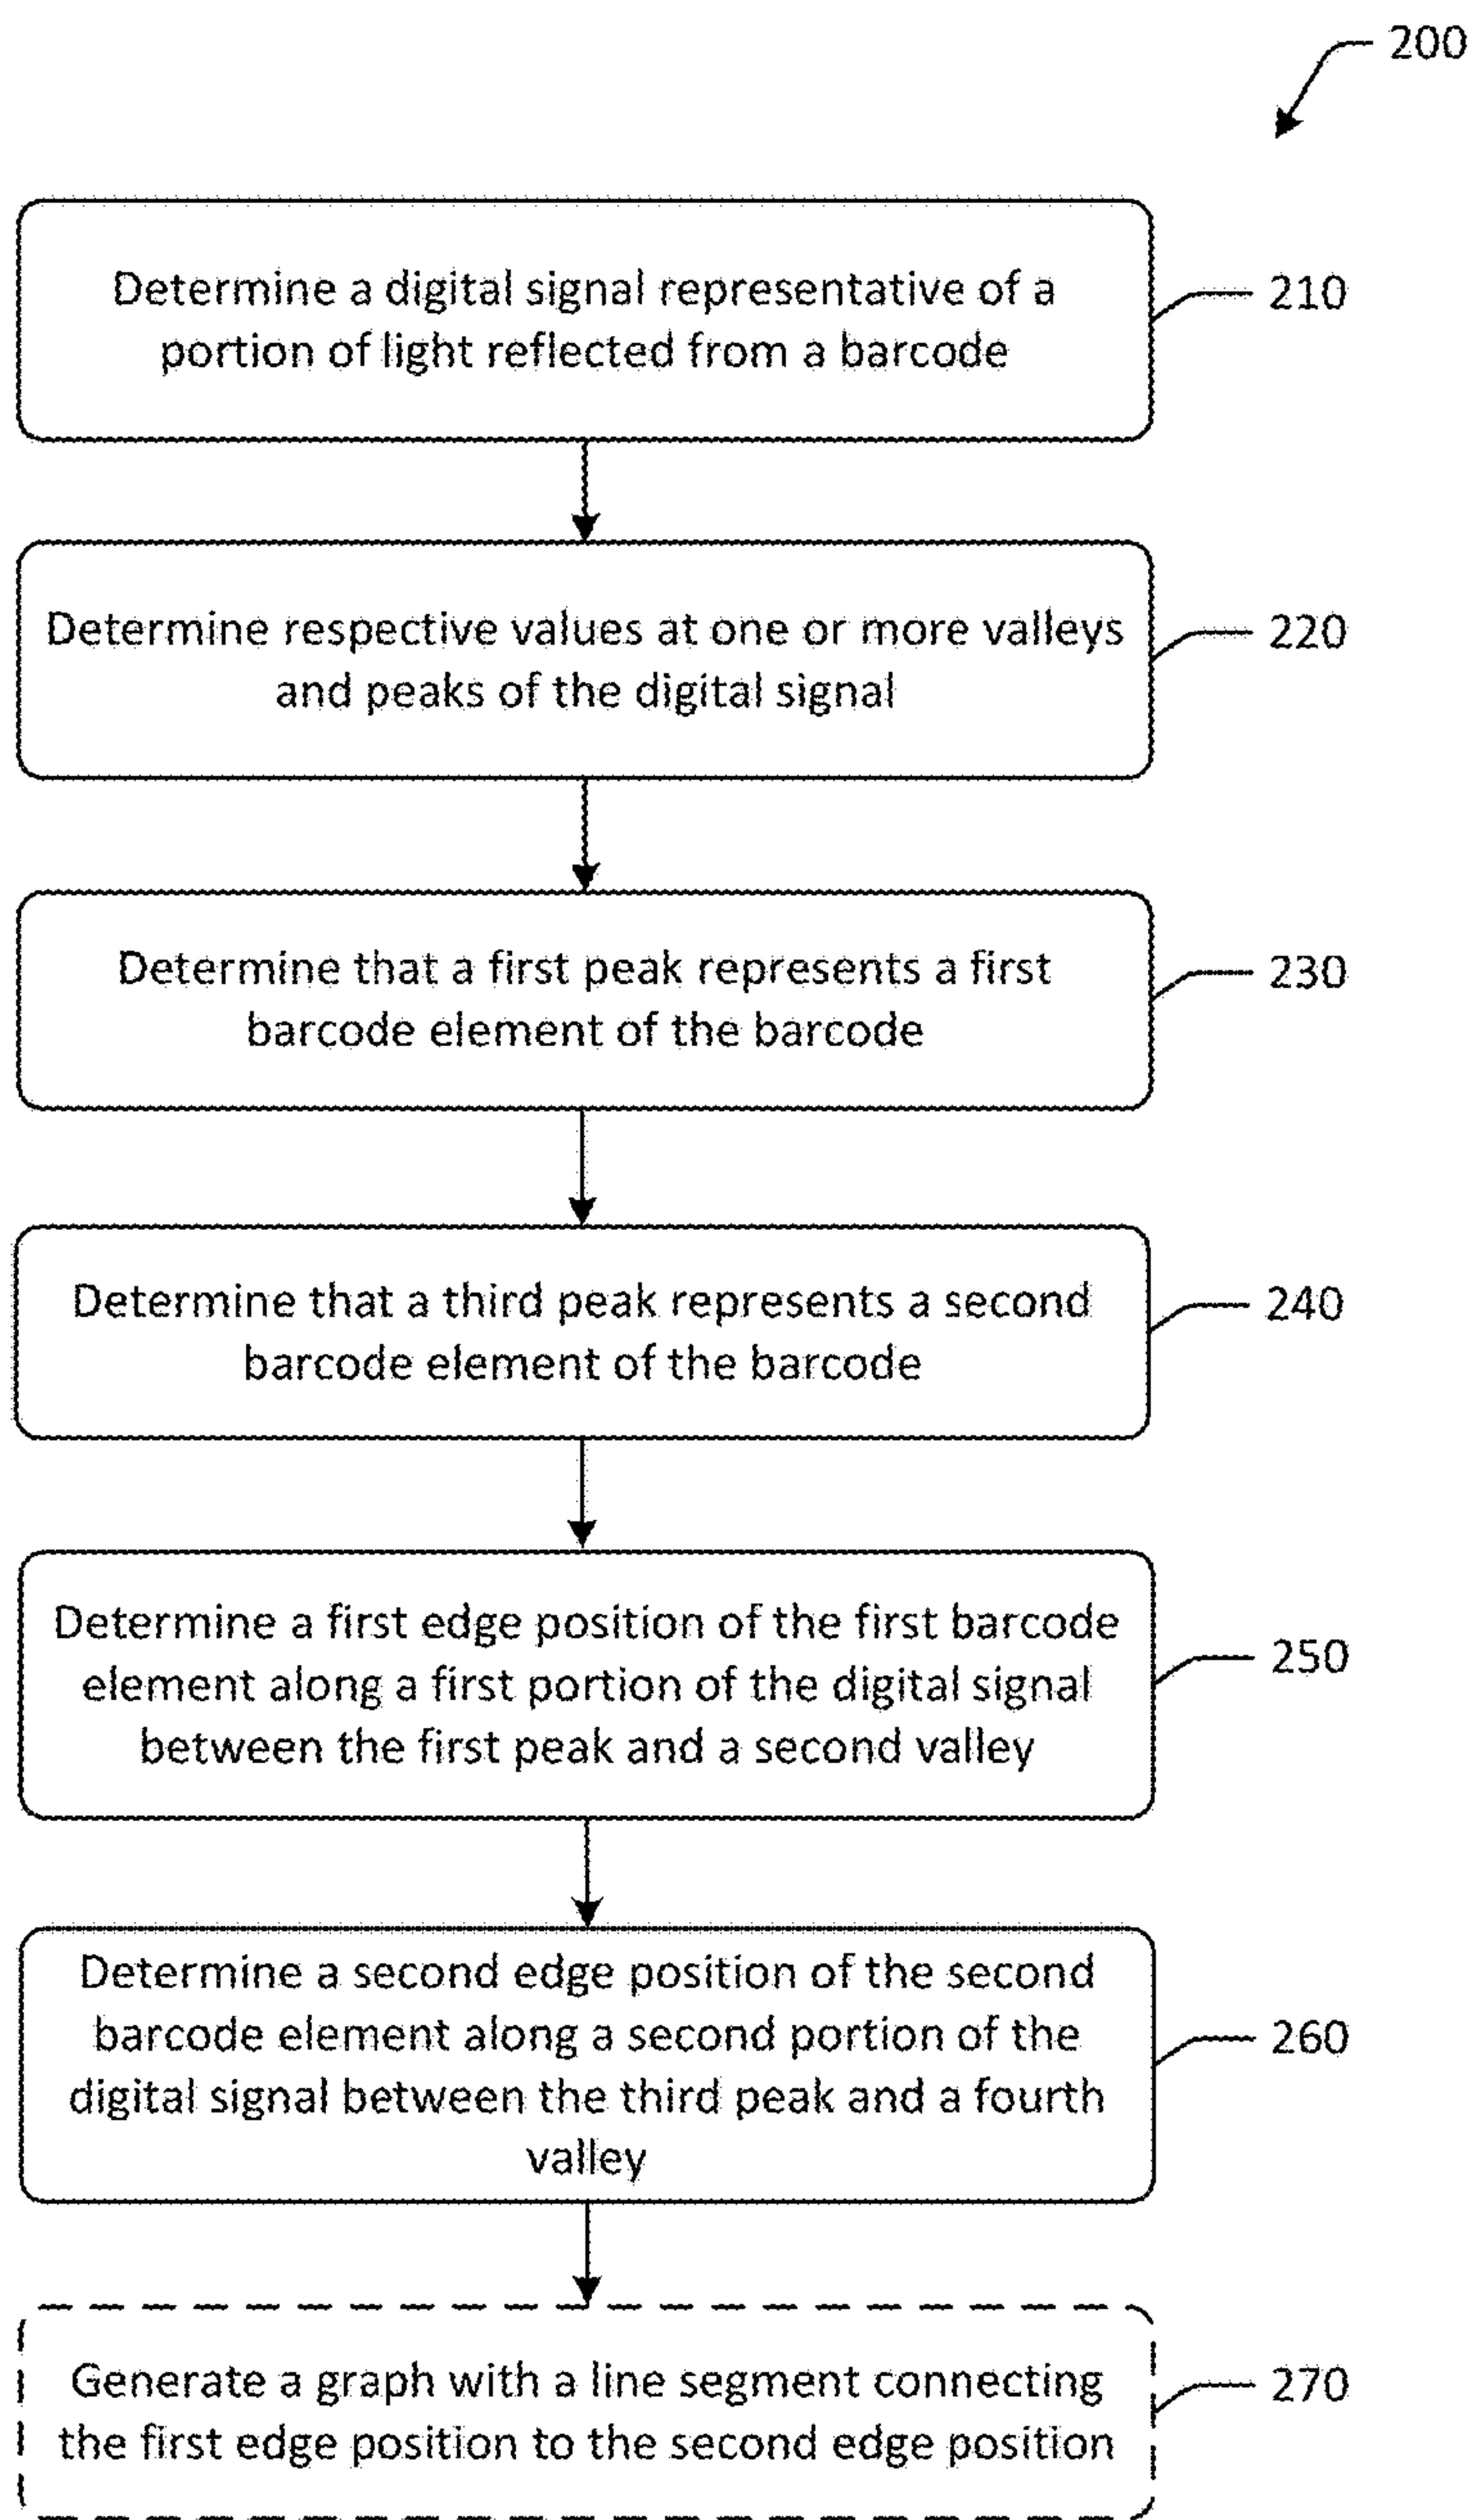 200
Determine a digital signal representative of a
portion of light reflected from a barcode
210
Determine respective values at one or more valleys
and peaks of the digital signal
220
Determine that a first peak represents a first
barcode element of the barcode
230
Determine that a third peak represents a second
barcode element of the barcode
240
Determine a first edge position of the first barcode
element along a first portion of the digital signal
between the first peak and a second valley
250
Determine a second edge position of the second
barcode element along a second portion of the
digital signal between the third peak and a fourth
valley
260
Generate a graph with a line segment connecting
the first edge position to the second edge position
270